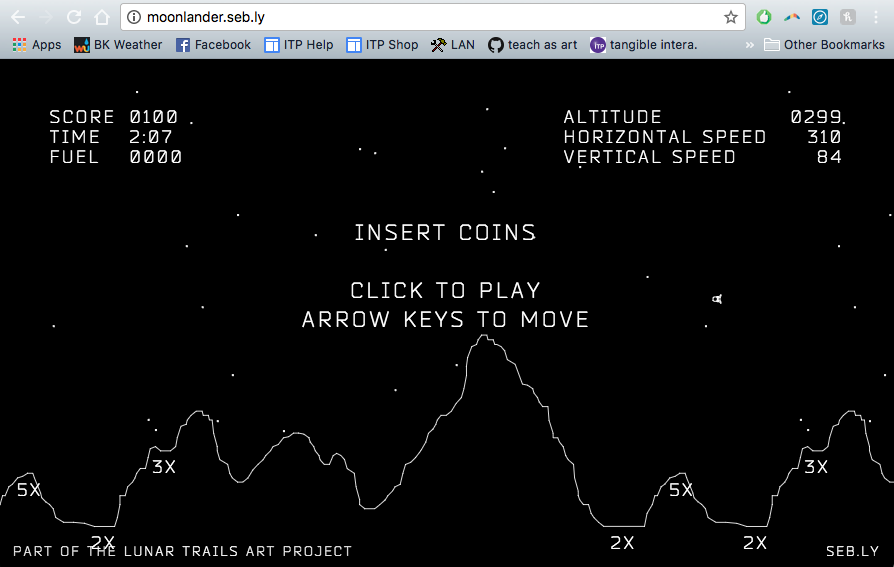 moonlander.seb.ly
Apps BK Weather Facebook ITP Help ITP Shop LAN teach as art tangible intera. » Other Bookmarks
SCORE 0100
TIME 2:07
FUEL 0000
ALTITUDE 0299
HORIZONTAL SPEED 310
VERTICAL SPEED 84
INSERT COINS
CLICK TO PLAY
ARROW KEYS TO MOVE
3X
3X
5X
5X
2X
2X
2X
PART OF THE LUNAR TRAILS ART PROJECT
SEB.LY